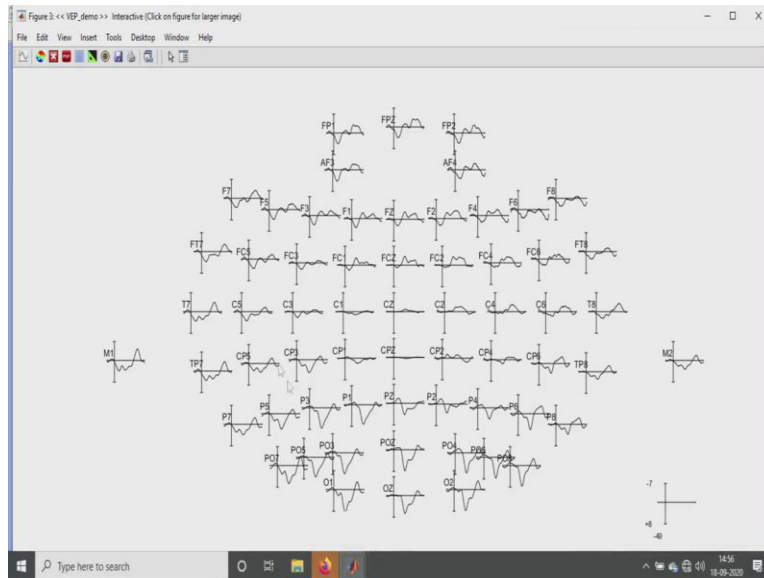 Figure 3: << VEP_demo >> Interactive (Click on figure for larger image)
File Edit View Insert Tools Desktop Window Help
FP1 FPZ FP2
AF3 AF4
F7 F5 F3 F1 FZ F2 F4 F6 F8
FT7 FC5 FC3 FC1 FCZ FC2 FC4 FC6 FT8
T7 C5 C3 C1 CZ C2 C4 C6 T8
M1 TP7 CP5 CP3 CP1 CPZ CP2 CP4 CP6 TP8 M2
P7 P5 P3 P1 PZ P2 P4 P6 P8
PO7 PO5 PO3 POZ PO4 PO6
O1 OZ O2
-7
+8
Type here to search
14:56
18-09-2020